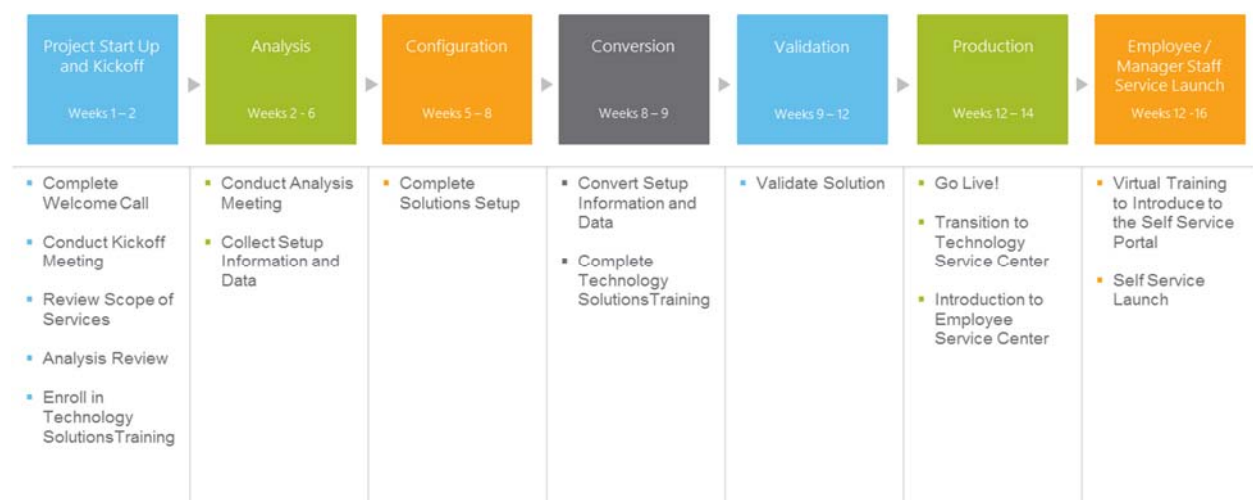 Project Start Up
and Kickoff
Weeks 1 – 2
Analysis
Weeks 2 - 6
Configuration
Weeks 5 – 8
Conversion
Weeks 8 – 9
Validation
Weeks 9 – 12
Production
Weeks 12 – 14
Employee /
Manager Staff
Service Launch
Weeks 12 -16
▪ Complete
Welcome Call
▪ Conduct Kickoff
Meeting
▪ Review Scope of
Services
▪ Analysis Review
▪ Enroll in
Technology
SolutionsTraining
▪ Conduct Analysis
Meeting
▪ Collect Setup
Information and
Data
▪ Complete
Solutions Setup
▪ Convert Setup
Information and
Data
▪ Complete
Technology
SolutionsTraining
▪ Validate Solution
▪ Go Live!
▪ Transition to
Technology
Service Center
▪ Introduction to
Employee
Service Center
▪ Virtual Training
to Introduce to
the Self Service
Portal
▪ Self Service
Launch